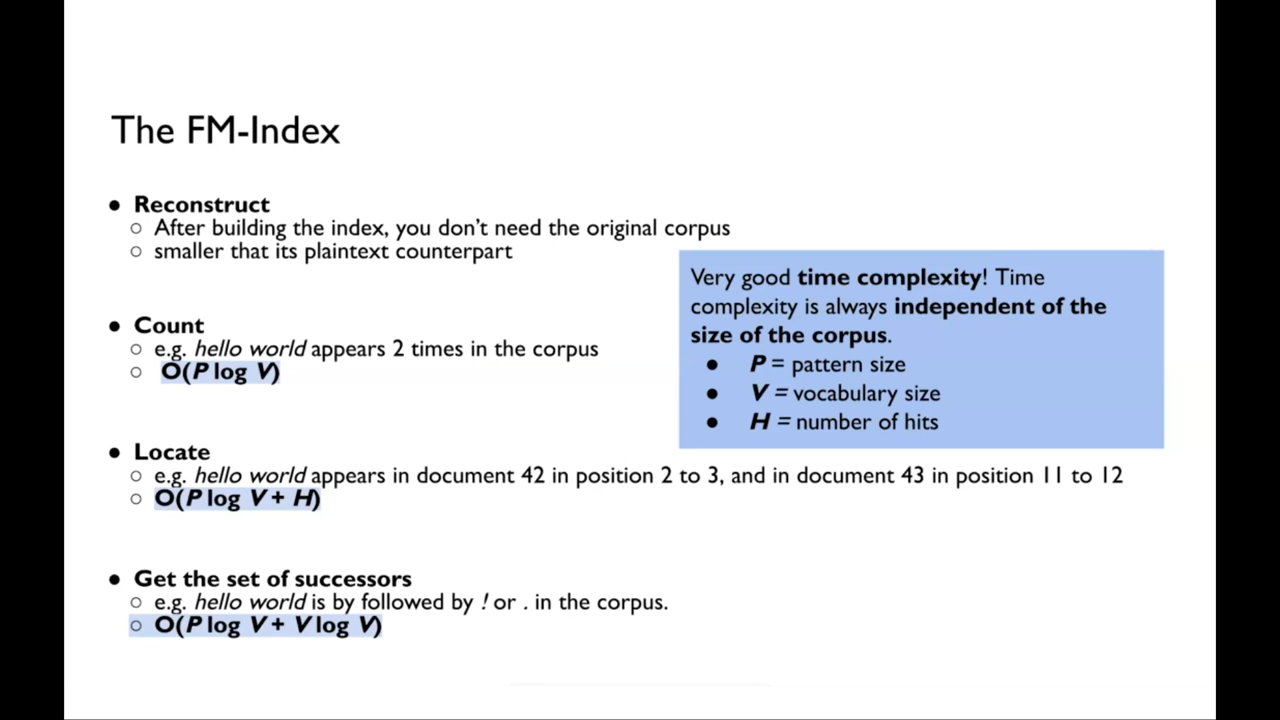 The FM-Index
● Reconstruct
○ After building the index, you don't need the original corpus
○ smaller that its plaintext counterpart
● Count
○ e.g. hello world appears 2 times in the corpus
○ O(P log V)
Very good time complexity! Time
complexity is always independent of the
size of the corpus.
● P = pattern size
● V = vocabulary size
● H = number of hits
● Locate
○ e.g. hello world appears in document 42 in position 2 to 3, and in document 43 in position 11 to 12
○ O(P log V + H)
● Get the set of successors
○ e.g. hello world is by followed by ! or . in the corpus.
○ O(P log V + V log V)